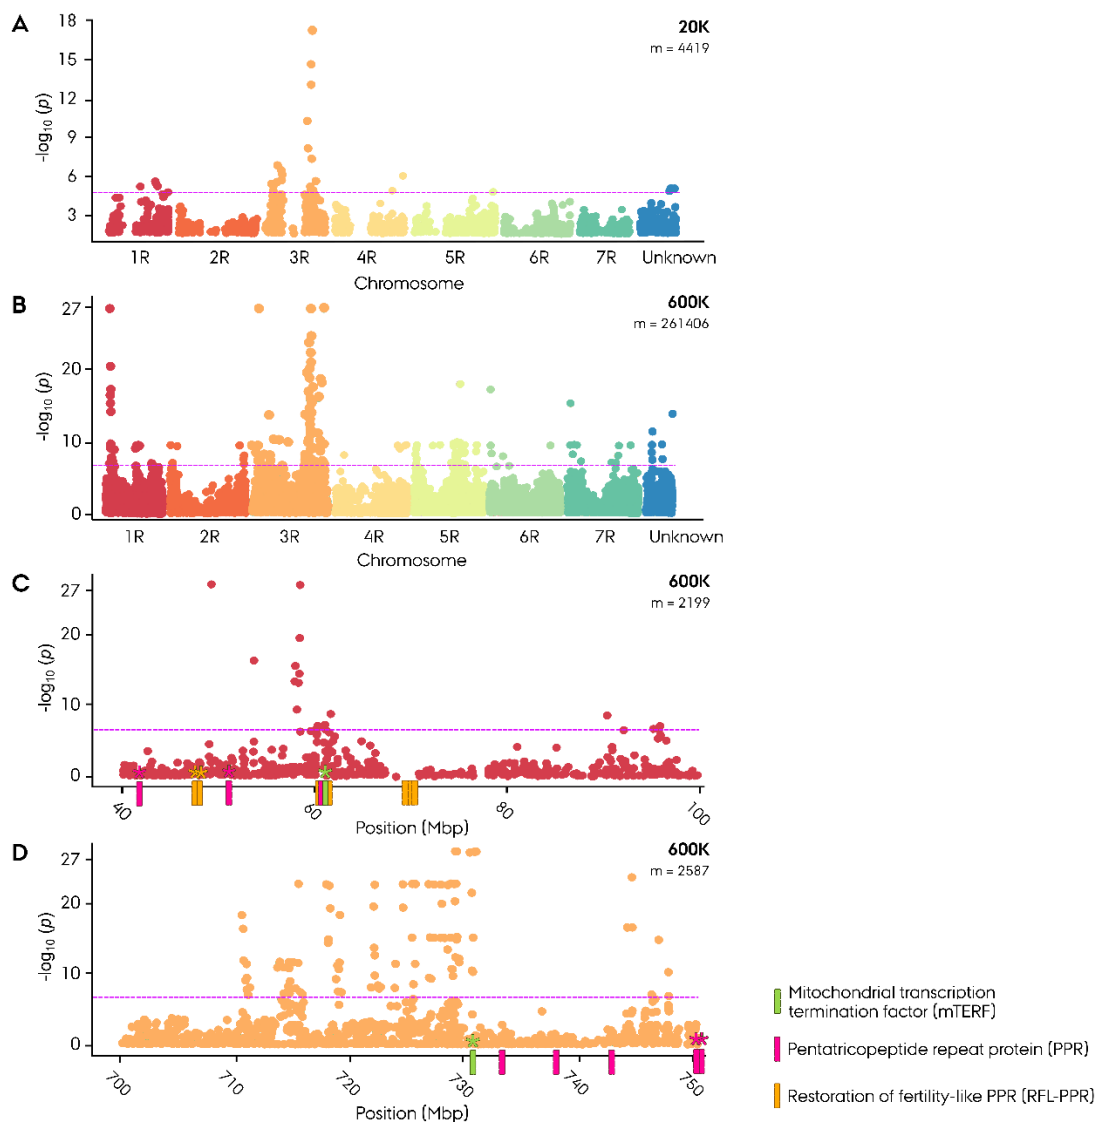 A
20K
m = 4419
18
15
12
9
6
3
-log10 (p)
1R 2R 3R 4R 5R 6R 7R Unknown
Chromosome
B
600K
m = 261406
27
20
10
0
-log10 (p)
1R 2R 3R 4R 5R 6R 7R Unknown
Chromosome
C
600K
m = 2199
27
20
10
0
-log10 (p)
40 60 80 100
Position (Mbp)
D
600K
m = 2587
27
20
10
0
-log10 (p)
700 710 720 730 740 750
Position (Mbp)
Mitochondrial transcription
termination factor (mTERF)
Pentatricopeptide repeat protein (PPR)
Restoration of fertility-like PPR (RFL-PPR)